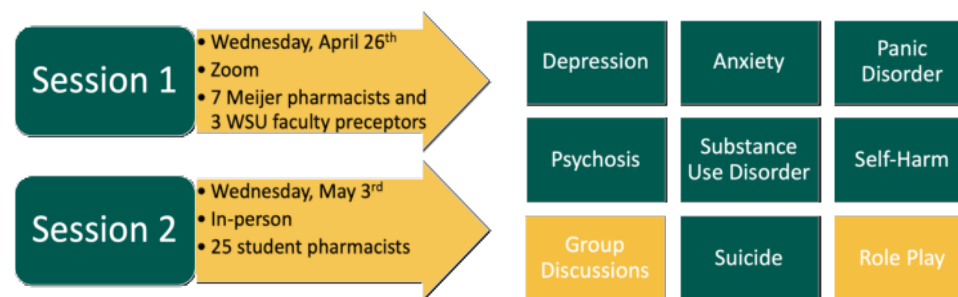 Session 1
• Wednesday, April 26th
• Zoom
• 7 Meijer pharmacists and
3 WSU faculty preceptors
Session 2
• Wednesday, May 3rd
• In-person
• 25 student pharmacists
Depression
Anxiety
Panic
Disorder
Psychosis
Substance
Use Disorder
Self-Harm
Group
Discussions
Suicide
Role Play